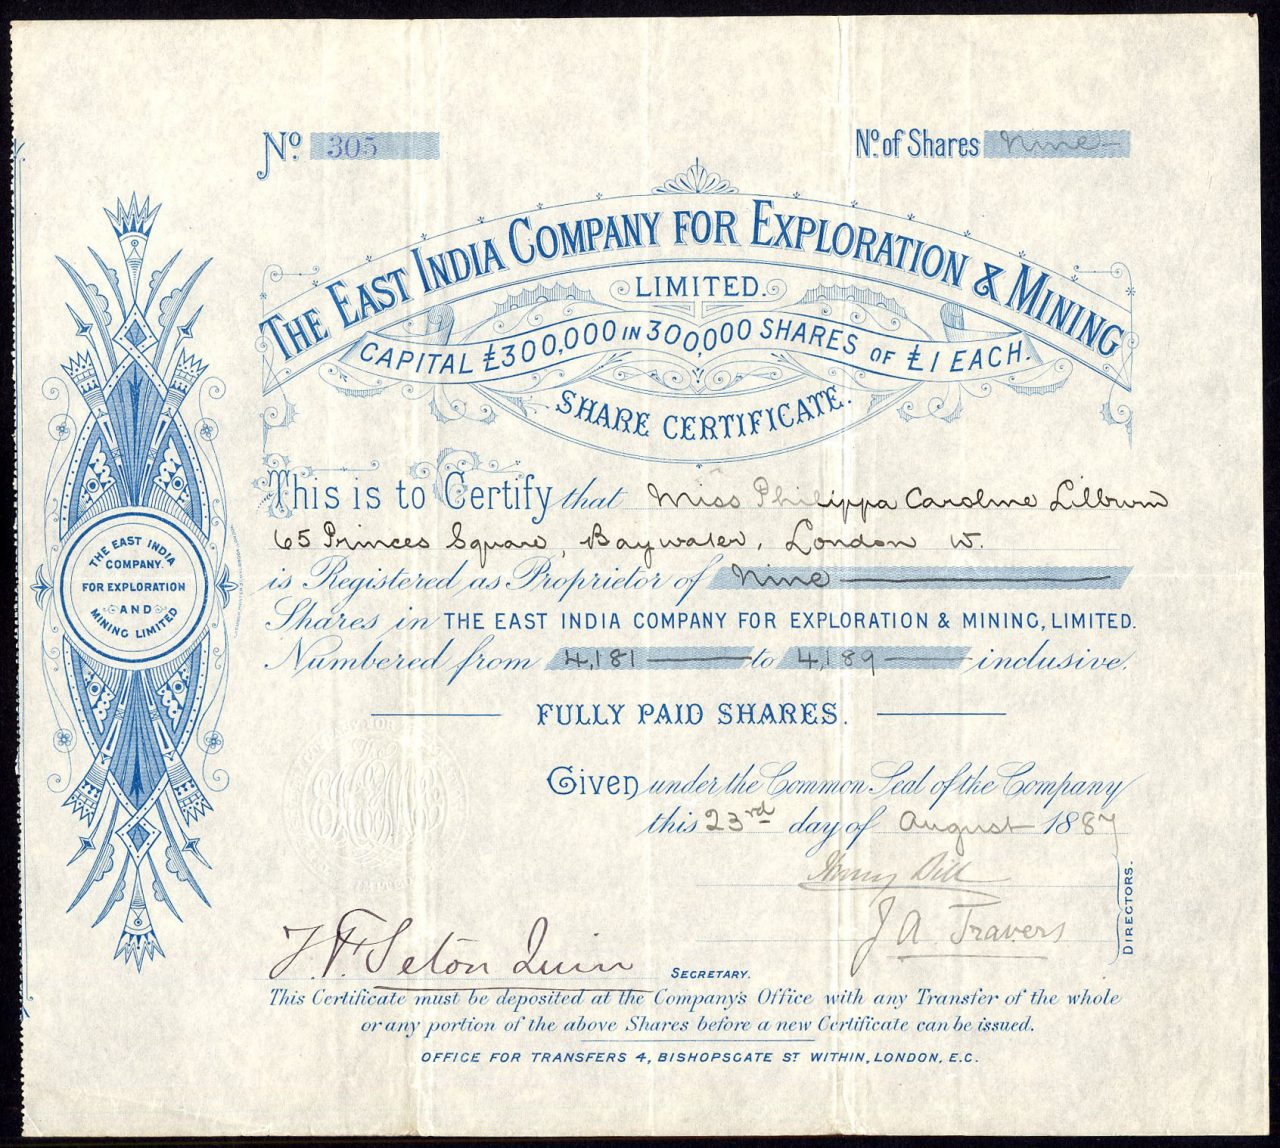 No. 305
No. of Shares Nine
THE EAST INDIA COMPANY FOR EXPLORATION & MINING
LIMITED.
CAPITAL £300,000 IN 300,000 SHARES OF £1 EACH.
SHARE CERTIFICATE.
This is to Certify that Miss Philippa Caroline Lilburn
65 Princes Square, Bayswater, London W.
is Registered as Proprietor of Nine
Shares in THE EAST INDIA COMPANY FOR EXPLORATION & MINING, LIMITED.
Numbered from 4,181 to 4,189 inclusive.
FULLY PAID SHARES.
Given under the Common Seal of the Company
this 23rd day of August 1887
Henry Dill
J A Travers
DIRECTORS.
Seton Quin SECRETARY.
This Certificate must be deposited at the Company's Office with any Transfer of the whole
or any portion of the above Shares before a new Certificate can be issued.
OFFICE FOR TRANSFERS 4, BISHOPSGATE ST WITHIN, LONDON, E.C.
THE EAST INDIA
COMPANY.
FOR EXPLORATION
AND
MINING LIMITED